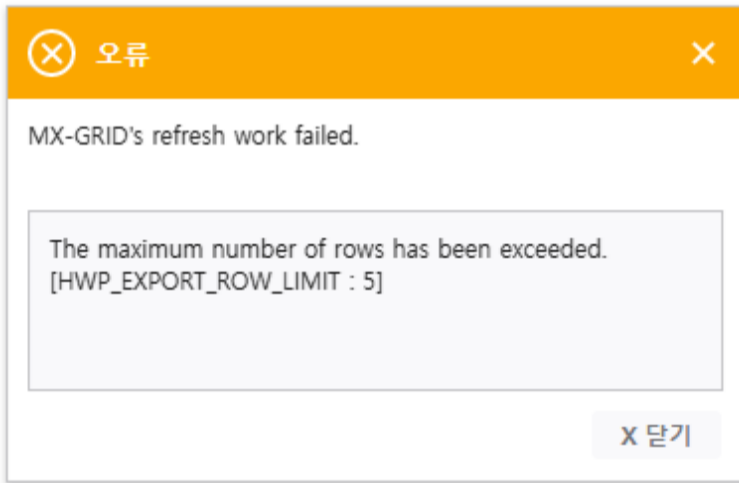 오류
MX-GRID's refresh work failed.
The maximum number of rows has been exceeded.
[HWP_EXPORT_ROW_LIMIT : 5]
X 닫기